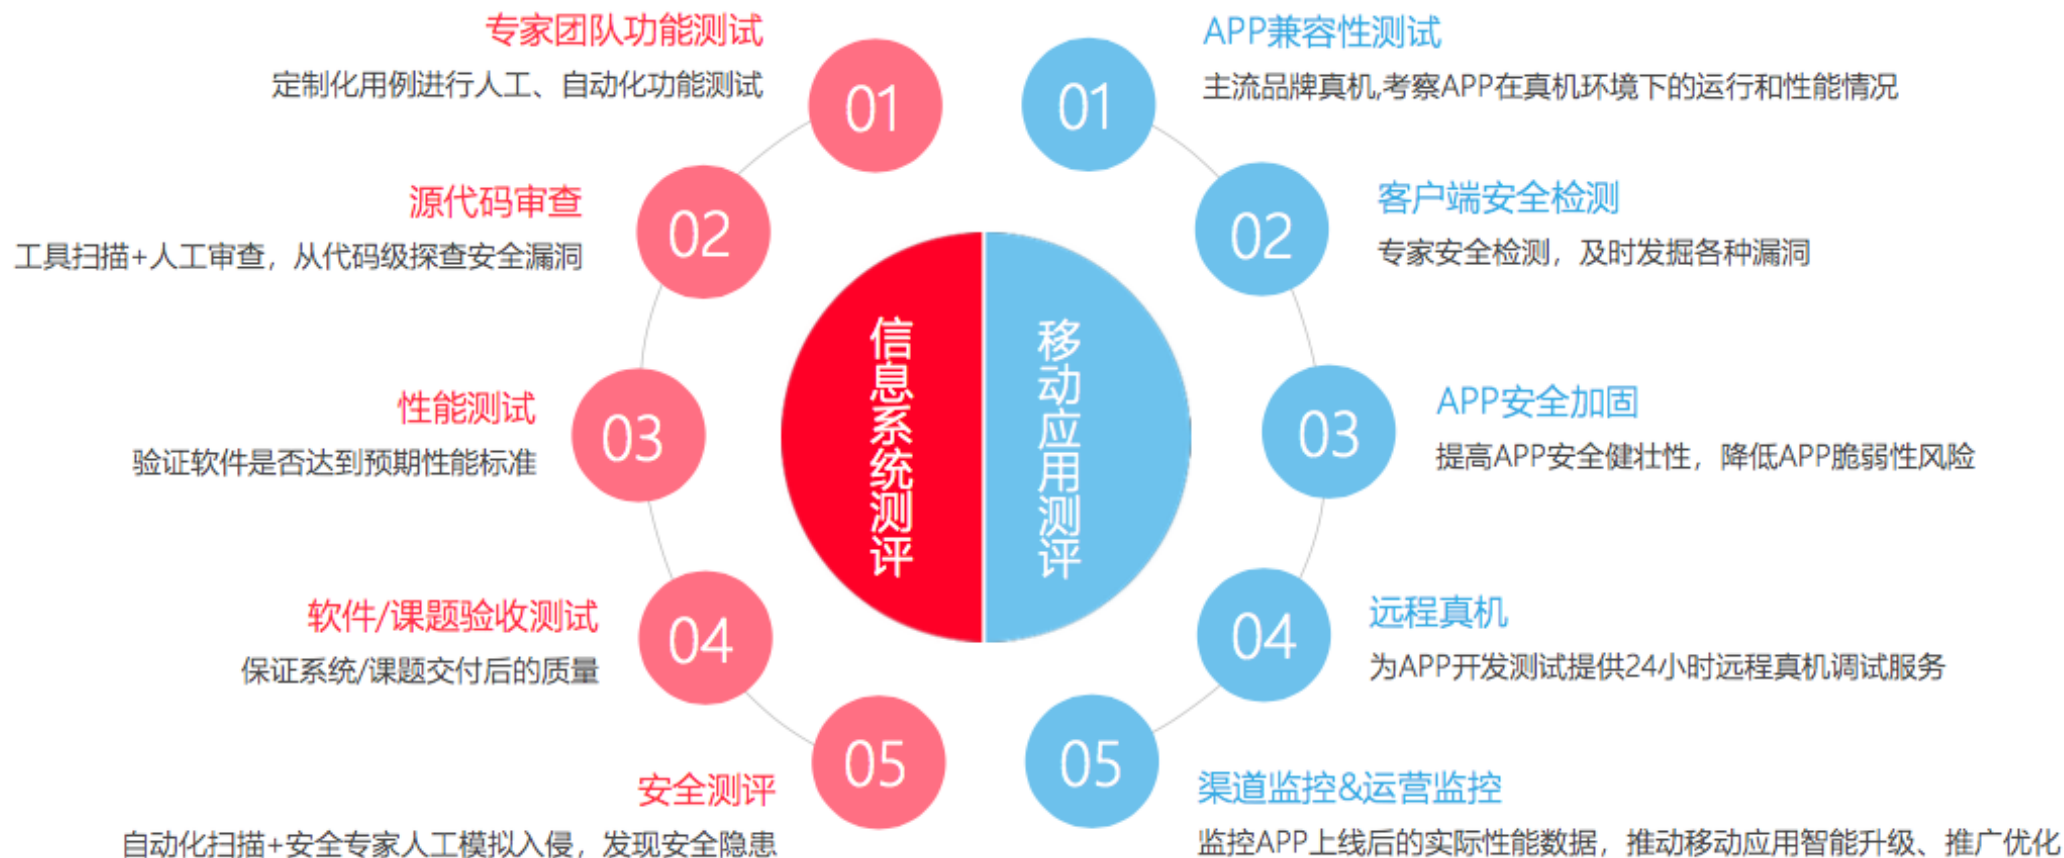 专家团队功能测试
定制化用例进行人工、自动化功能测试
01
源代码审查
工具扫描+人工审查，从代码级探查安全漏洞
02
性能测试
验证软件是否达到预期性能标准
03
软件/课题验收测试
保证系统/课题交付后的质量
04
安全测评
自动化扫描+安全专家人工模拟入侵，发现安全隐患
05
信息系统测评
移动应用测评
01
APP兼容性测试
主流品牌真机,考察APP在真机环境下的运行和性能情况
02
客户端安全检测
专家安全检测，及时发掘各种漏洞
03
APP安全加固
提高APP安全健壮性，降低APP脆弱性风险
04
远程真机
为APP开发测试提供24小时远程真机调试服务
05
渠道监控&运营监控
监控APP上线后的实际性能数据，推动移动应用智能升级、推广优化